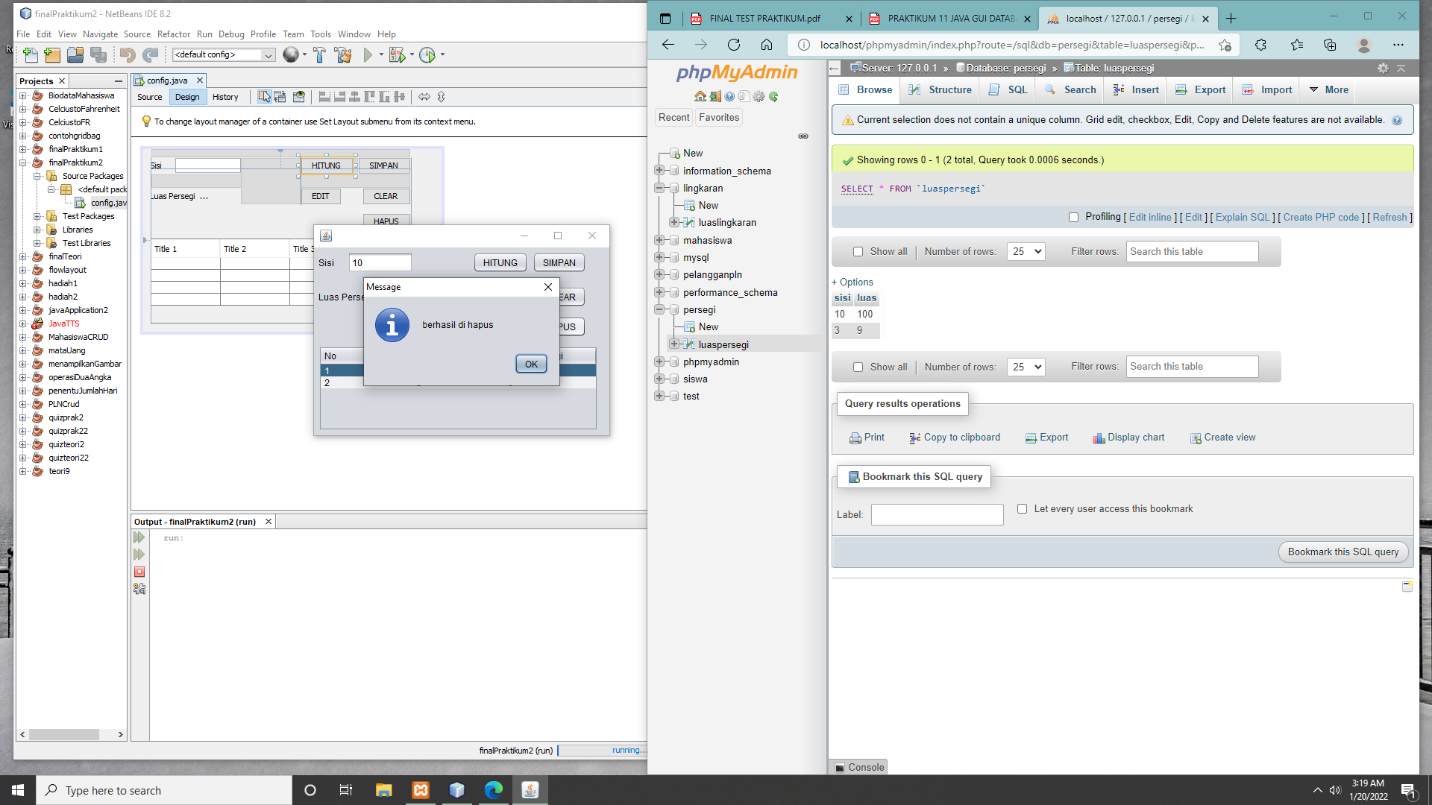 finalPraktikum2 - NetBeans IDE 8.2
File Edit View Navigate Source Refactor Run Debug Profile Team Tools Window Help
<default config>
Projects
BiodataMahasiswa
CelciustoFahrenheit
CelciustoFR
contohgridbag
finalPraktikum1
finalPraktikum2
Source Packages
<default pack
config.jav
Test Packages
Libraries
Test Libraries
finalTeori
flowlayout
hadiah1
hadiah2
javaApplication2
JavaTTS
MahasiswaCRUD
mataUang
menampilkanGambar
operasiDuaAngka
penentuJumlahHari
PLNCrud
quizprak2
quizprak22
quizteori2
quizteori22
teori9
config.java
Source Design History
To change layout manager of a container use Set Layout submenu from its context menu.
Sisi HITUNG SIMPAN
Luas Persegi ... EDIT CLEAR
HAPUS
Title 1 Title 2 Title 3
Sisi 10 HITUNG SIMPAN
Luas Perse EAR
PUS
No gi
1
2
Message
berhasil di hapus
OK
Output - finalPraktikum2 (run)
run:
finalPraktikum2 (run) running...
FINAL TEST PRAKTIKUM.pdf
PRAKTIKUM 11 JAVA GUI DATAB
localhost / 127.0.0.1 / persegi / l
localhost/phpmyadmin/index.php?route=/sql&db=persegi&table=luaspersegi&p...
phpMyAdmin
Recent Favorites
New
information_schema
lingkaran
New
luaslingkaran
mahasiswa
mysql
pelangganpln
performance_schema
persegi
New
luaspersegi
phpmyadmin
siswa
test
Server: 127.0.0.1 » Database: persegi » Table: luaspersegi
Browse Structure SQL Search Insert Export Import More
Current selection does not contain a unique column. Grid edit, checkbox, Edit, Copy and Delete features are not available.
Showing rows 0 - 1 (2 total, Query took 0.0006 seconds.)
SELECT * FROM `luaspersegi`
Profiling [ Edit inline ] [ Edit ] [ Explain SQL ] [ Create PHP code ] [ Refresh ]
Show all Number of rows: 25 Filter rows: Search this table
+ Options
sisi luas
10 100
3 9
Show all Number of rows: 25 Filter rows: Search this table
Query results operations
Print Copy to clipboard Export Display chart Create view
Bookmark this SQL query
Label: Let every user access this bookmark
Bookmark this SQL query
Console
Type here to search
3:19 AM
1/20/2022
1